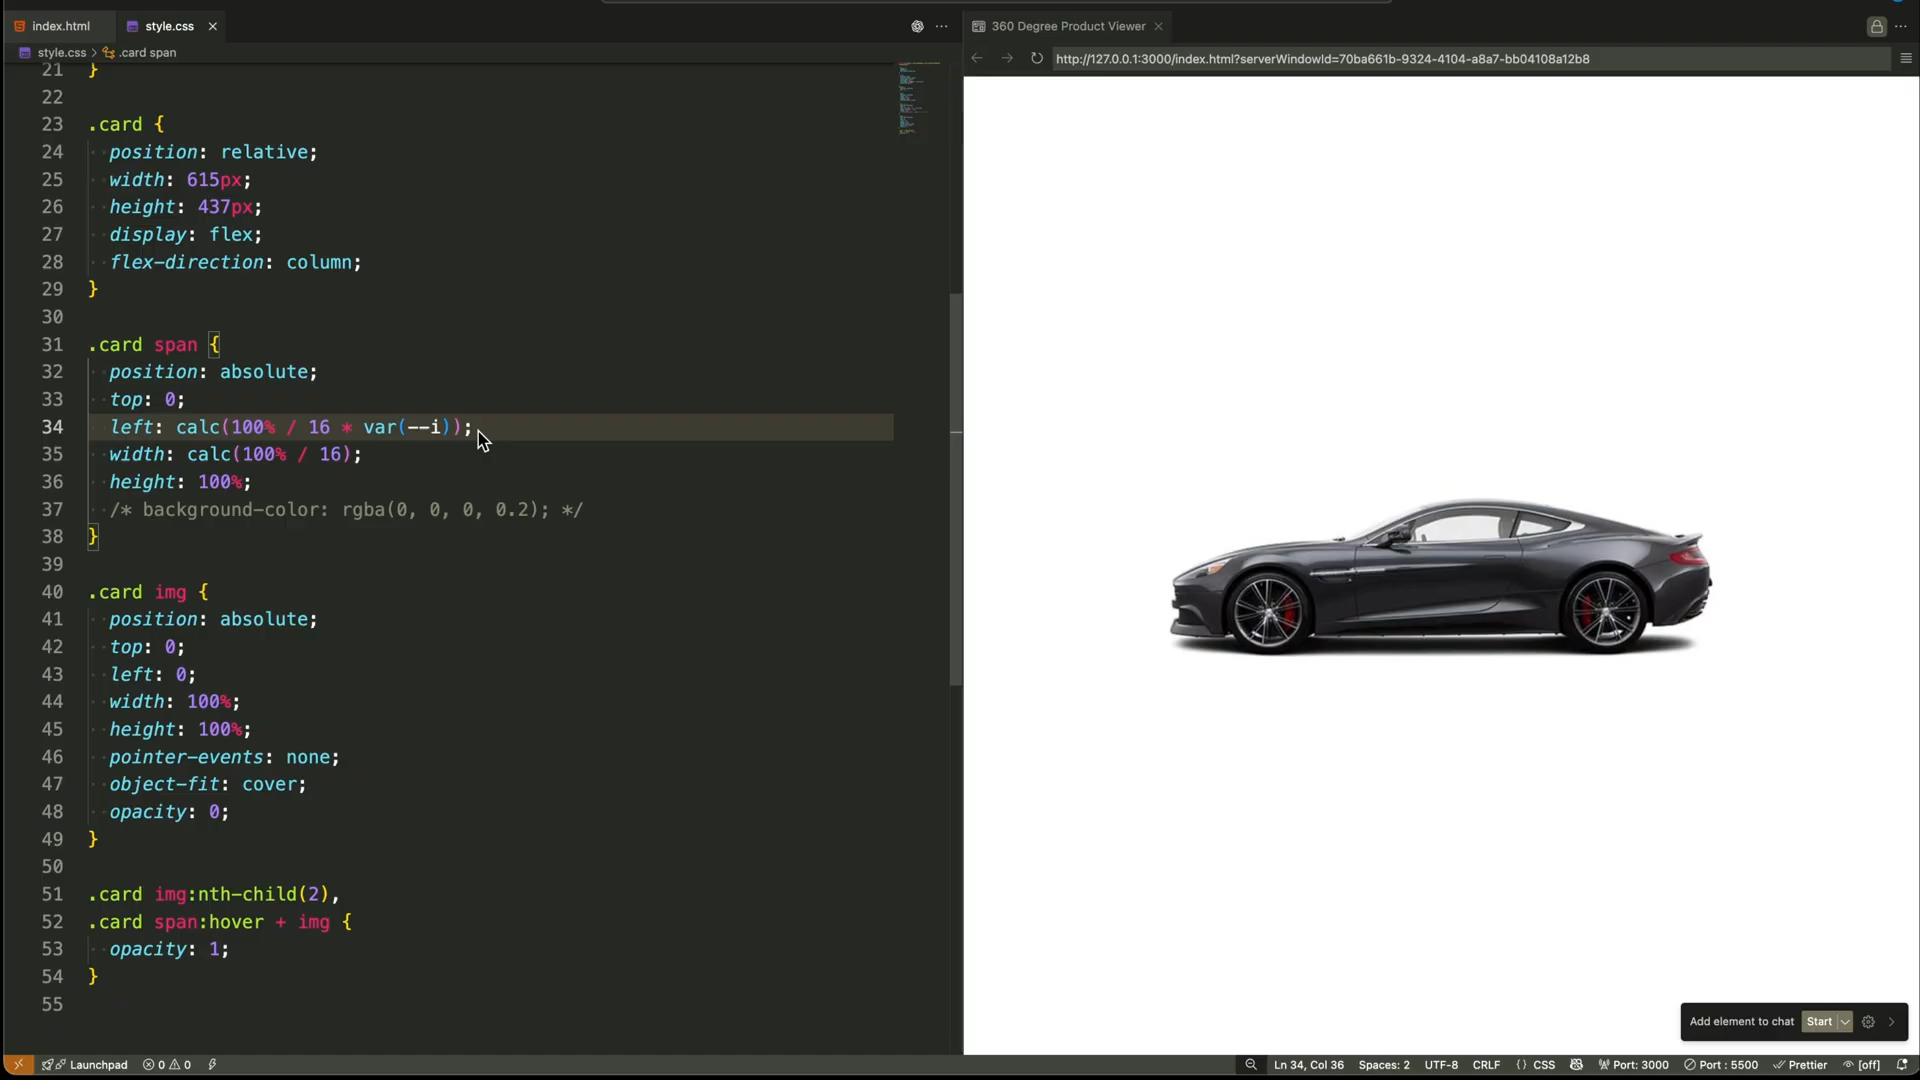 index.html
style.css
style.css > .card span
21 }
22
23 .card {
24 position: relative;
25 width: 615px;
26 height: 437px;
27 display: flex;
28 flex-direction: column;
29 }
30
31 .card span {
32 position: absolute;
33 top: 0;
34 left: calc(100% / 16 * var(--i));
35 width: calc(100% / 16);
36 height: 100%;
37 /* background-color: rgba(0, 0, 0, 0.2); */
38 }
39
40 .card img {
41 position: absolute;
42 top: 0;
43 left: 0;
44 width: 100%;
45 height: 100%;
46 pointer-events: none;
47 object-fit: cover;
48 opacity: 0;
49 }
50
51 .card img:nth-child(2),
52 .card span:hover + img {
53 opacity: 1;
54 }
55
360 Degree Product Viewer
http://127.0.0.1:3000/index.html?serverWindowId=70ba661b-9324-4104-a8a7-bb04108a12b8
Add element to chat Start
Launchpad 0 0 Ln 34, Col 36 Spaces: 2 UTF-8 CRLF {} CSS Port: 3000 Port : 5500 Prettier [off]